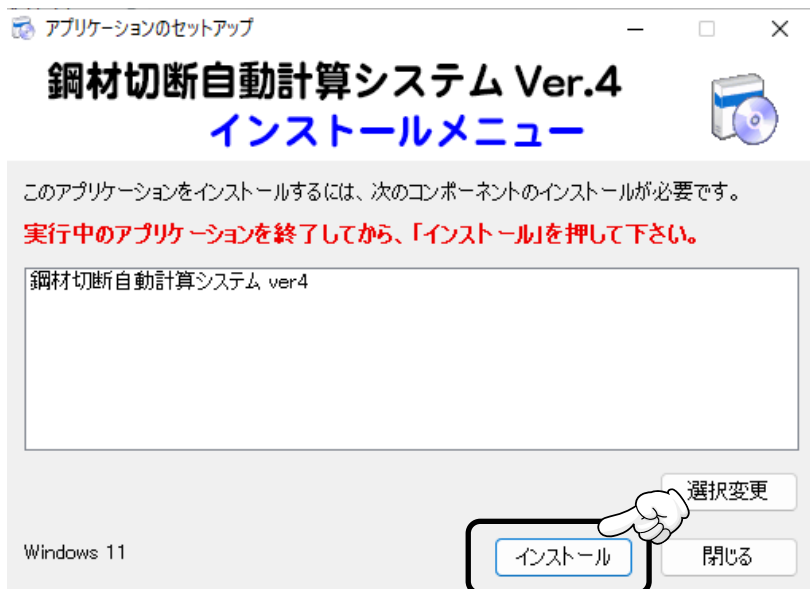 アプリケーションのセットアップ
鋼材切断自動計算システム Ver.4
インストールメニュー
このアプリケーションをインストールするには、次のコンポーネントのインストールが必要です。
実行中のアプリケーションを終了してから、「インストール」を押して下さい。
鋼材切断自動計算システム ver4
選択変更
Windows 11
インストール
閉じる